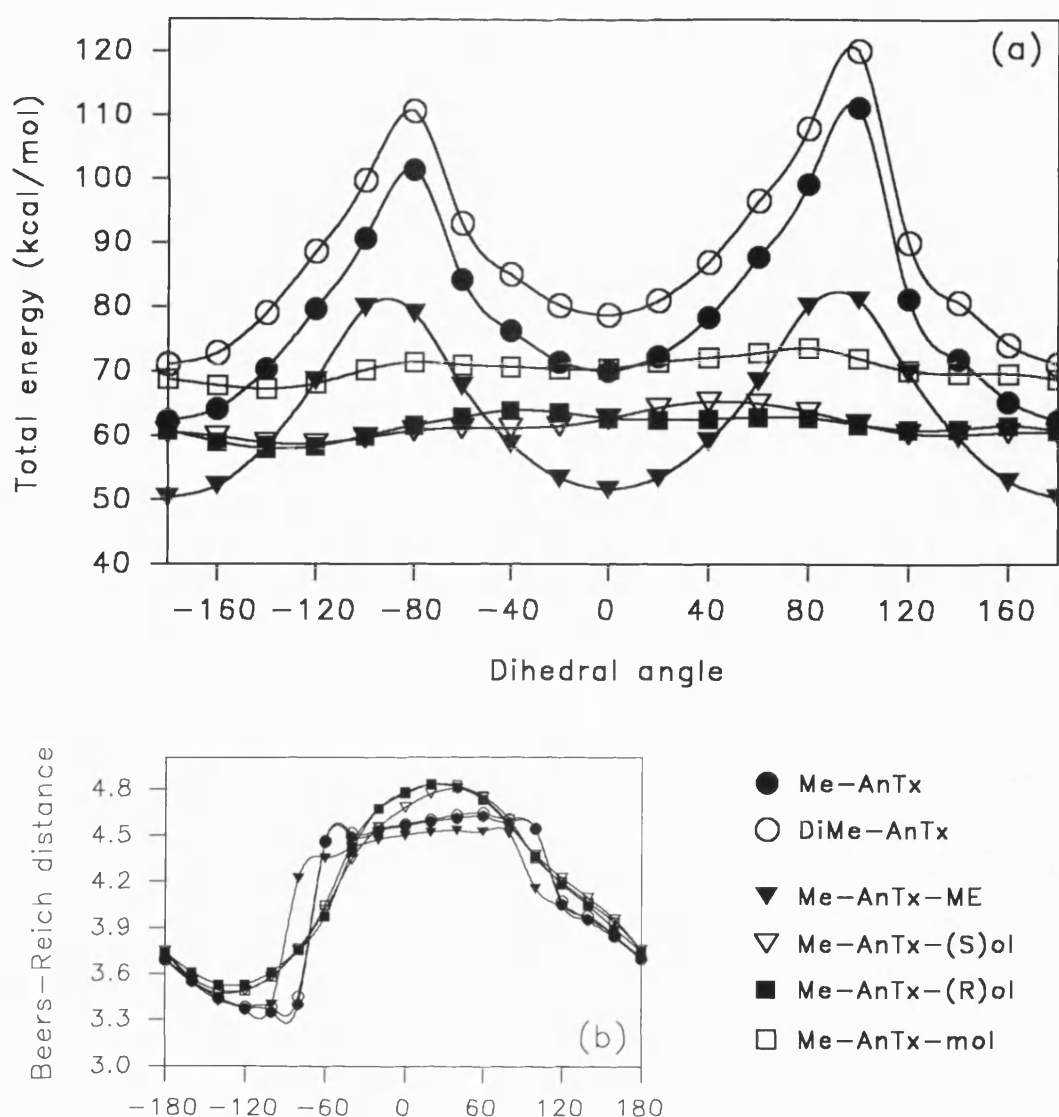 (a)
Total energy (kcal/mol)
120
110
100
90
80
70
60
50
40
-160 -120 -80 -40 0 40 80 120 160
Dihedral angle
Beers-Reich distance
4.8
4.5
4.2
3.9
3.6
3.3
3.0
(b)
-180 -120 -60 0 60 120 180
Me-AnTx
DiMe-AnTx
Me-AnTx-ME
Me-AnTx-(S)ol
Me-AnTx-(R)ol
Me-AnTx-mol